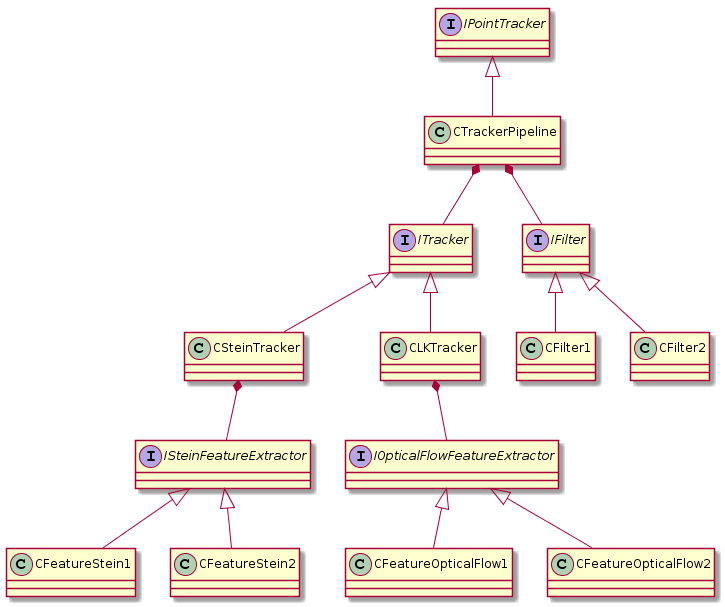 I IPointTracker
C CTrackerPipeline
I ITracker
I IFilter
C CSteinTracker
C CLKTracker
C CFilter1
C CFilter2
I ISteinFeatureExtractor
I IOpticalFlowFeatureExtractor
C CFeatureStein1
C CFeatureStein2
C CFeatureOpticalFlow1
C CFeatureOpticalFlow2